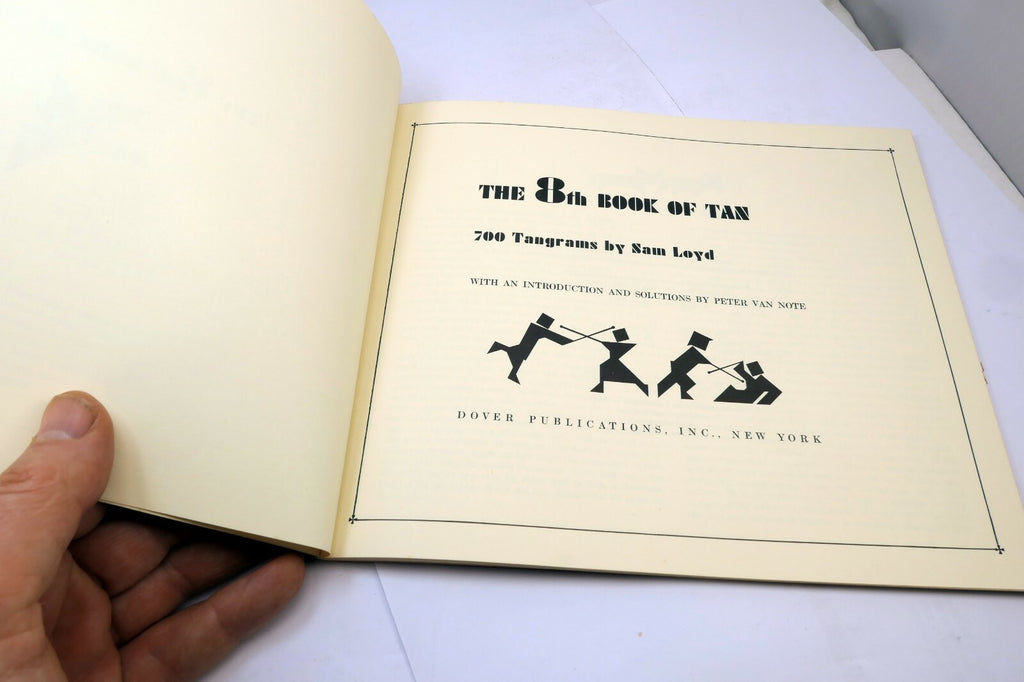 THE 8th BOOK OF TAN
700 Tangrams by Sam Loyd
WITH AN INTRODUCTION AND SOLUTIONS BY PETER VAN NOTE
DOVER PUBLICATIONS, INC., NEW YORK